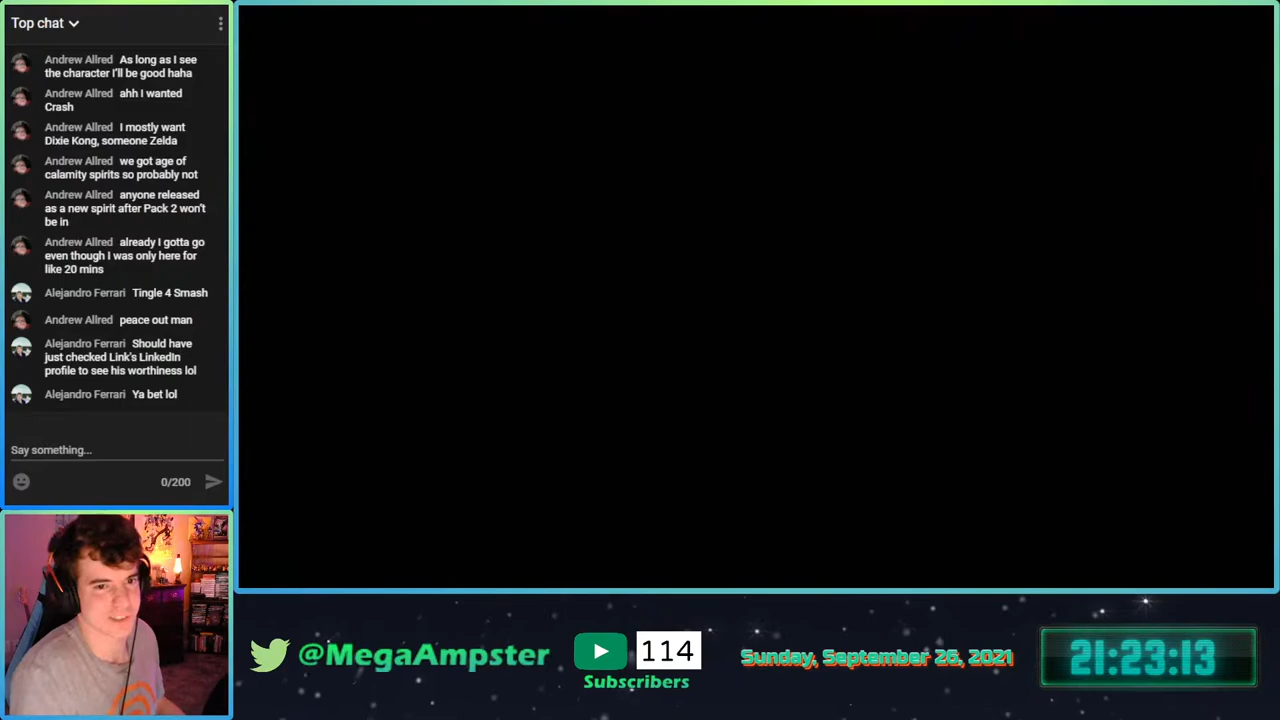 Top chat
Andrew Allred As long as I see
the character I'll be good haha
Andrew Allred ahh I wanted
Crash
Andrew Allred I mostly want
Dixie Kong, someone Zelda
Andrew Allred we got age of
calamity spirits so probably not
Andrew Allred anyone released
as a new spirit after Pack 2 won't
be in
Andrew Allred already I gotta go
even though I was only here for
like 20 mins
Alejandro Ferrari Tingle 4 Smash
Andrew Allred peace out man
Alejandro Ferrari Should have
just checked Link's LinkedIn
profile to see his worthiness lol
Alejandro Ferrari Ya bet lol
Say something...
0/200
@MegaAmpster
114
Subscribers
Sunday, September 26, 2021
21:23:13